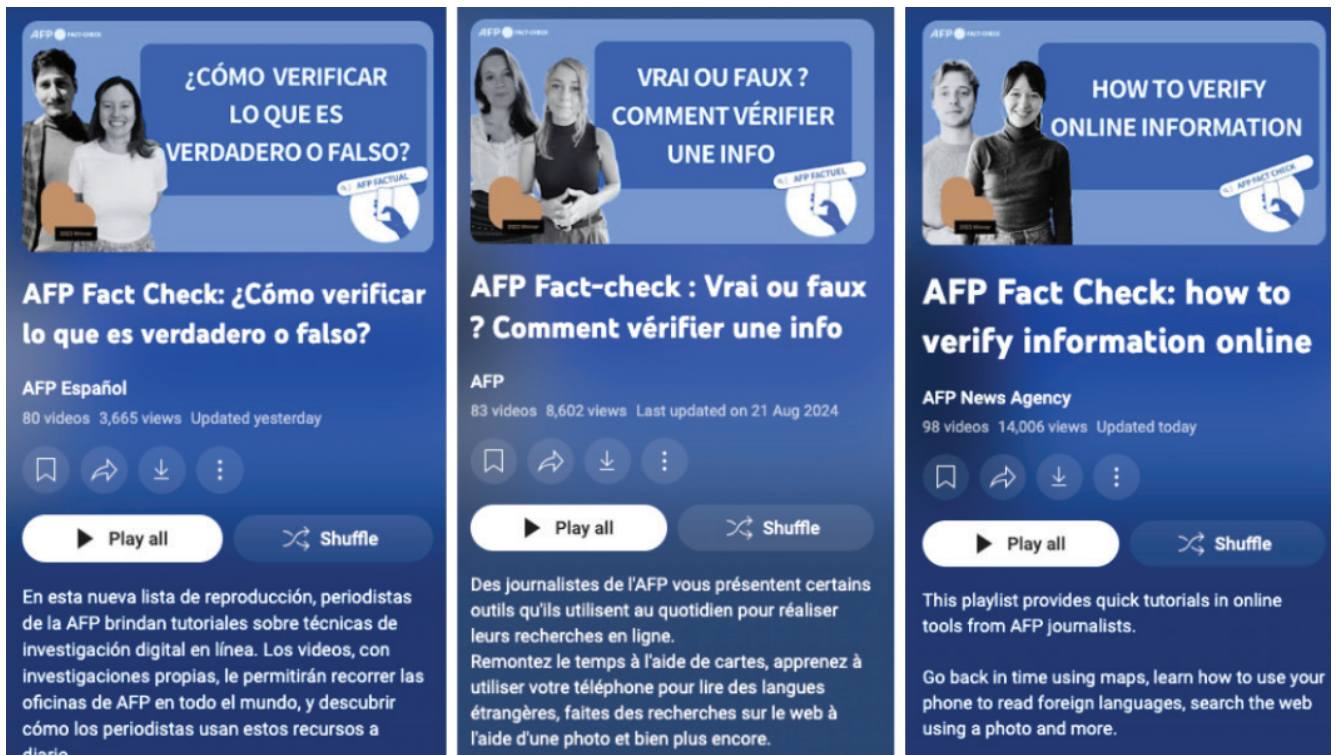 AFP FACT-CHECK
¿CÓMO VERIFICAR
LO QUE ES
VERDADERO O FALSO?
AFP FACTUAL
2023 Winner
AFP Fact Check: ¿Cómo verificar
lo que es verdadero o falso?
AFP Español
80 videos 3,665 views Updated yesterday
Play all
Shuffle
En esta nueva lista de reproducción, periodistas
de la AFP brindan tutoriales sobre técnicas de
investigación digital en línea. Los videos, con
investigaciones propias, le permitirán recorrer las
oficinas de AFP en todo el mundo, y descubrir
cómo los periodistas usan estos recursos a
diario
AFP FACT-CHECK
VRAI OU FAUX ?
COMMENT VÉRIFIER
UNE INFO
AFP FACTUEL
2023 Winner
AFP Fact-check : Vrai ou faux
? Comment vérifier une info
AFP
83 videos 8,602 views Last updated on 21 Aug 2024
Play all
Shuffle
Des journalistes de l'AFP vous présentent certains
outils qu'ils utilisent au quotidien pour réaliser
leurs recherches en ligne.
Remontez le temps à l'aide de cartes, apprenez à
utiliser votre téléphone pour lire des langues
étrangères, faites des recherches sur le web à
l'aide d'une photo et bien plus encore.
AFP FACT-CHECK
HOW TO VERIFY
ONLINE INFORMATION
AFP FACT CHECK
2023 Winner
AFP Fact Check: how to
verify information online
AFP News Agency
98 videos 14,006 views Updated today
Play all
Shuffle
This playlist provides quick tutorials in online
tools from AFP journalists.
Go back in time using maps, learn how to use your
phone to read foreign languages, search the web
using a photo and more.